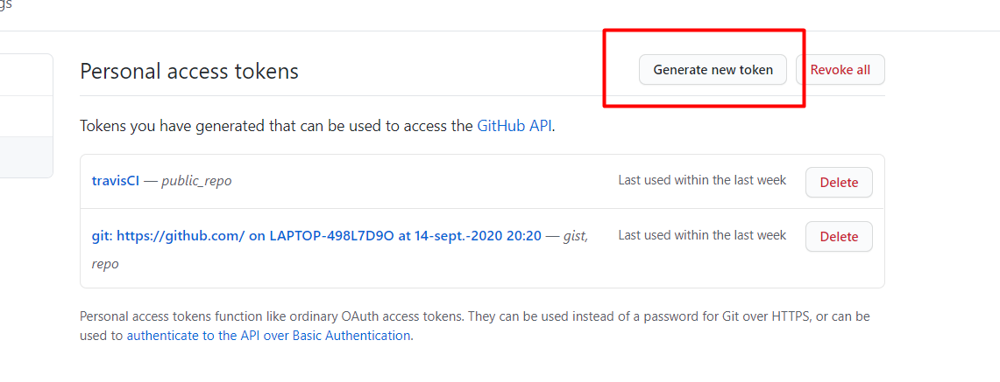 gs
Personal access tokens
Generate new token
Revoke all
Tokens you have generated that can be used to access the GitHub API.
travisCI — public_repo
Last used within the last week
Delete
git: https://github.com/ on LAPTOP-498L7D9O at 14-sept.-2020 20:20 — gist,
repo
Last used within the last week
Delete
Personal access tokens function like ordinary OAuth access tokens. They can be used instead of a password for Git over HTTPS, or can be
used to authenticate to the API over Basic Authentication.